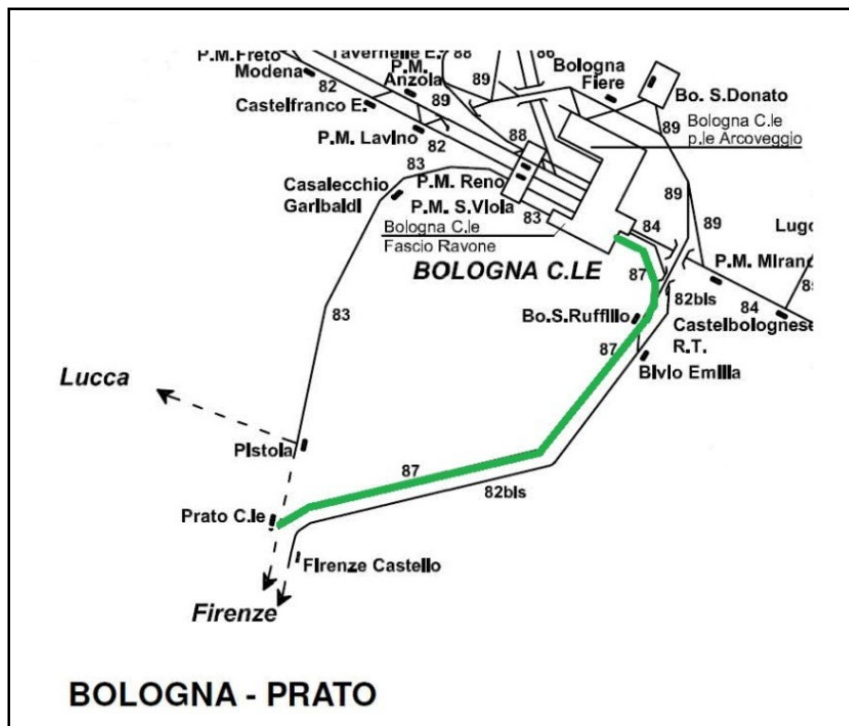 P.M.Freto
Tavernelle E.
88
86
Modena
P.M.
Anzola
89
Bologna
Fiere
82
Castelfranco E.
89
Bo. S.Donato
P.M. Lavino
82
88
89
Bologna C.le
p.le Arcoveggio
83
Casalecchio
Garibaldi
P.M. Reno
P.M. S.Viola
83
89
89
84
Bologna C.le
Fascio Ravone
BOLOGNA C.LE
87
P.M. Miran
82bis
84
83
Bo.S.Ruffillo
Castelbolognese
R.T.
87
Bivio Emilia
Lucca
Pistoia
87
82bis
Prato C.le
Firenze Castello
Firenze
BOLOGNA - PRATO